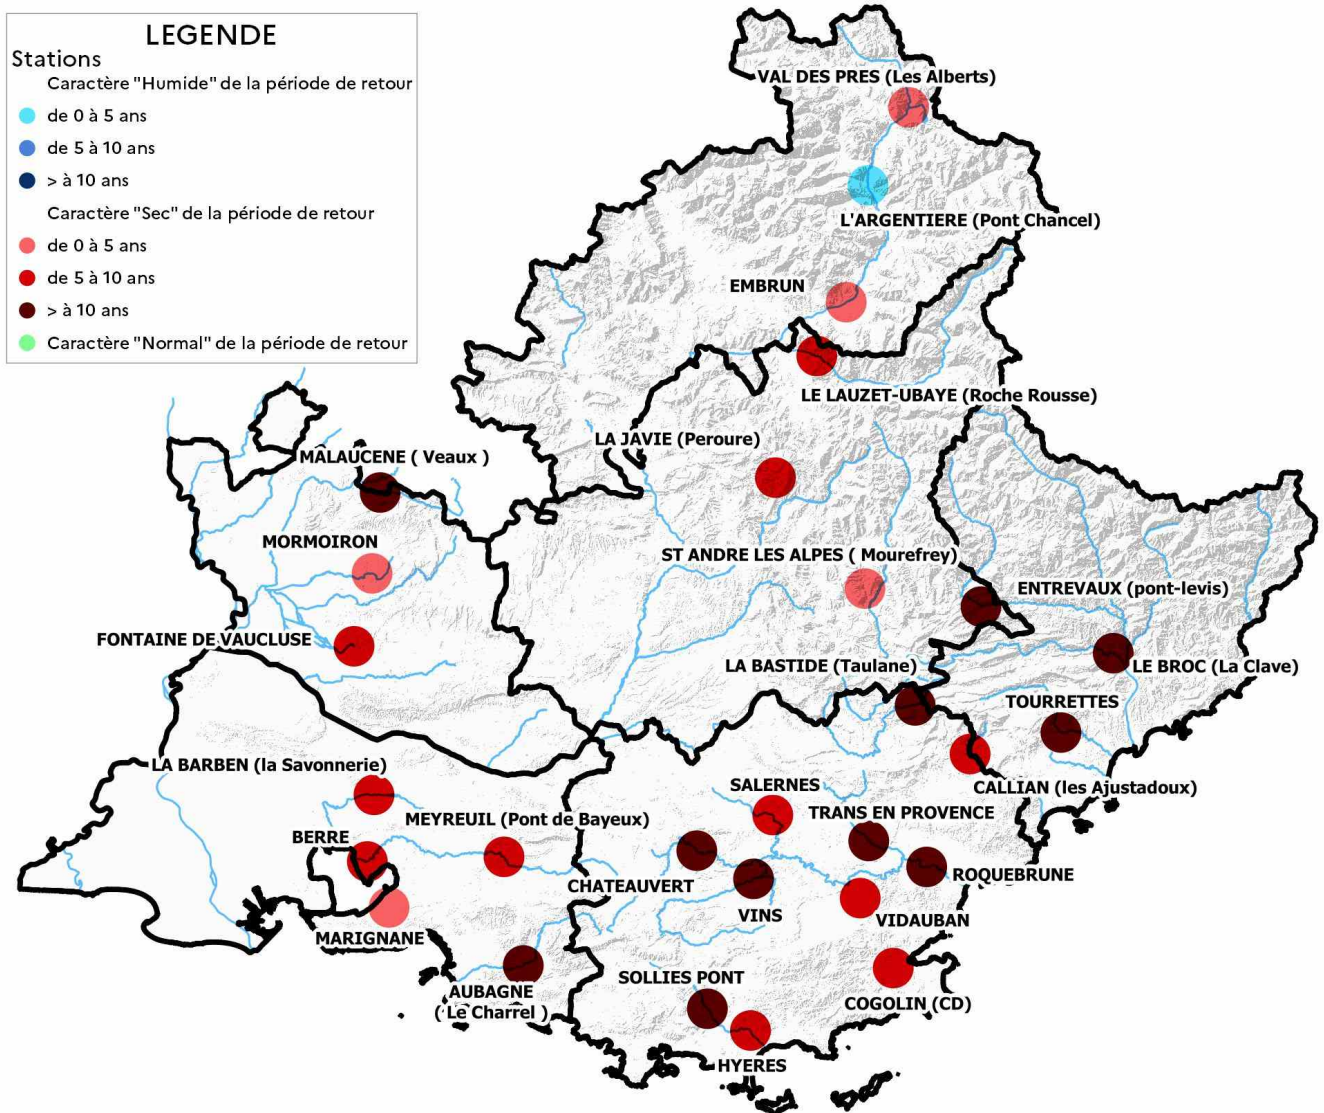 LEGENDE
Stations
Caractère "Humide" de la période de retour
de 0 à 5 ans
de 5 à 10 ans
> à 10 ans
Caractère "Sec" de la période de retour
de 0 à 5 ans
de 5 à 10 ans
> à 10 ans
Caractère "Normal" de la période de retour
VAL DES PRES (Les Alberts)
L'ARGENTIERE (Pont Chancel)
EMBRUN
LE LAUZET-UBAYE (Roche Rousse)
LA JAVIE (Peroure)
MALAUCENE ( Veaux )
MORMOIRON
ST ANDRE LES ALPES ( Mourefrey)
ENTREVAUX (pont-levis)
FONTAINE DE VAUCLUSE
LA BASTIDE (Taulane)
LE BROC (La Clave)
TOURRETTES
LA BARBEN (la Savonnerie)
CALLIAN (les Ajustadoux)
SALERNES
TRANS EN PROVENCE
MEYREUIL (Pont de Bayeux)
BERRE
CHATEAUVERT
ROQUEBRUNE
VINS
VIDAUBAN
MARIGNANE
SOLLIES PONT
AUBAGNE
( Le Charrel )
COGOLIN (CD)
HYERES